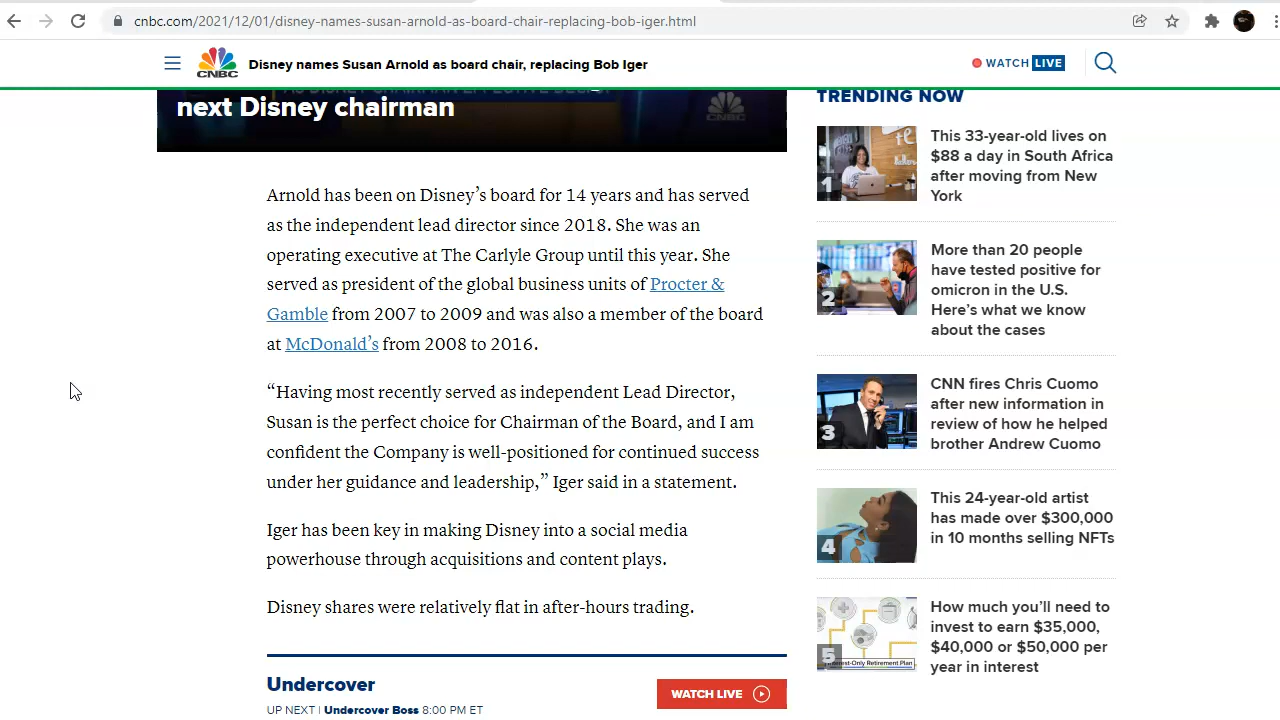 cnbc.com/2021/12/01/disney-names-susan-arnold-as-board-chair-replacing-bob-iger.html
CNBC
Disney names Susan Arnold as board chair, replacing Bob Iger
WATCH LIVE
next Disney chairman
CNBC
Arnold has been on Disney’s board for 14 years and has served
as the independent lead director since 2018. She was an
operating executive at The Carlyle Group until this year. She
served as president of the global business units of Procter &
Gamble from 2007 to 2009 and was also a member of the board
at McDonald’s from 2008 to 2016.
“Having most recently served as independent Lead Director,
Susan is the perfect choice for Chairman of the Board, and I am
confident the Company is well-positioned for continued success
under her guidance and leadership,” Iger said in a statement.
Iger has been key in making Disney into a social media
powerhouse through acquisitions and content plays.
Disney shares were relatively flat in after-hours trading.
Undercover
UP NEXT | Undercover Boss 8:00 PM ET
WATCH LIVE
TRENDING NOW
1
This 33-year-old lives on
$88 a day in South Africa
after moving from New
York
2
More than 20 people
have tested positive for
omicron in the U.S.
Here’s what we know
about the cases
3
CNN fires Chris Cuomo
after new information in
review of how he helped
brother Andrew Cuomo
4
This 24-year-old artist
has made over $300,000
in 10 months selling NFTs
5
How much you’ll need to
invest to earn $35,000,
$40,000 or $50,000 per
year in interest